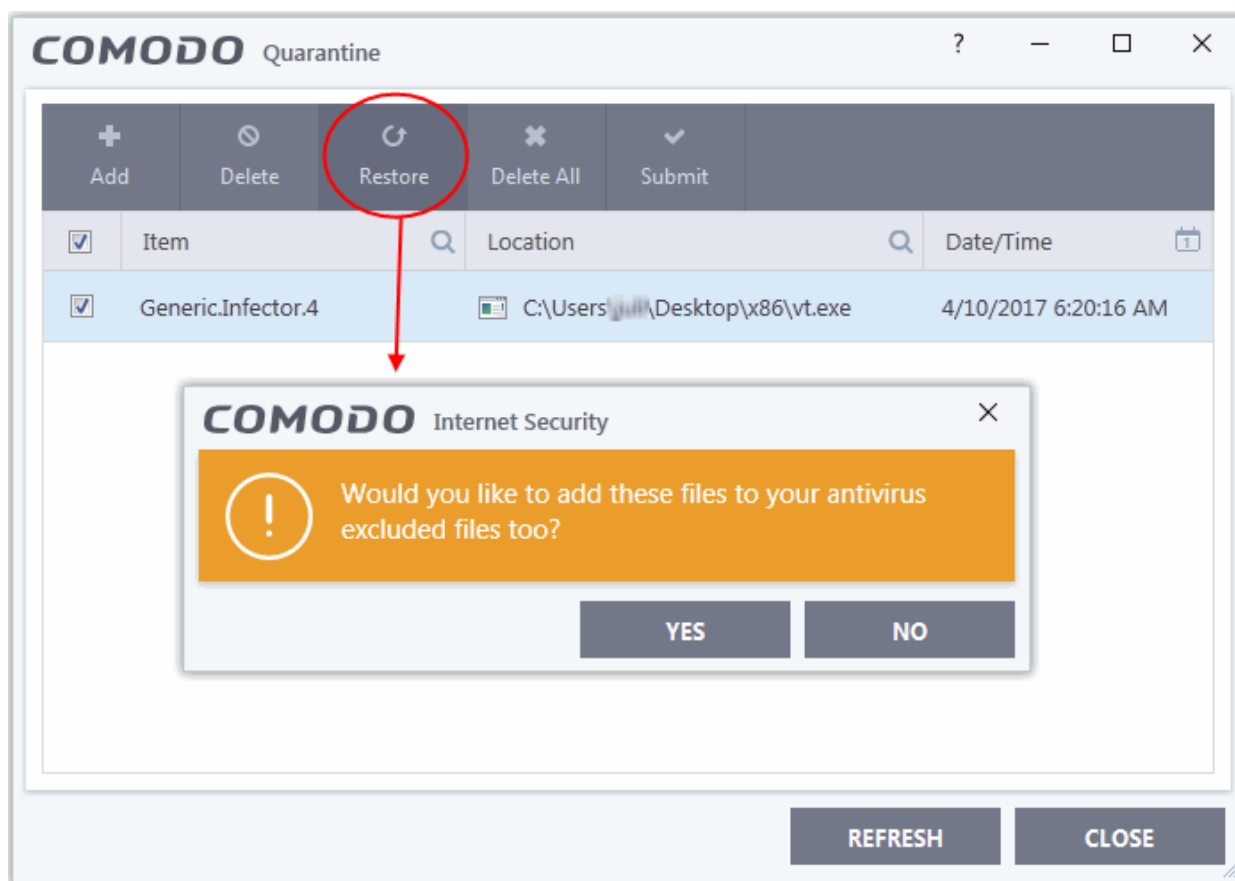 COMODO Quarantine ?
Add Delete Restore Delete All Submit
Item Location Date/Time 1
Generic.Infector.4 C:\Users\ \Desktop\x86\vt.exe 4/10/2017 6:20:16 AM
COMODO Internet Security
Would you like to add these files to your antivirus
excluded files too?
YES NO
REFRESH CLOSE